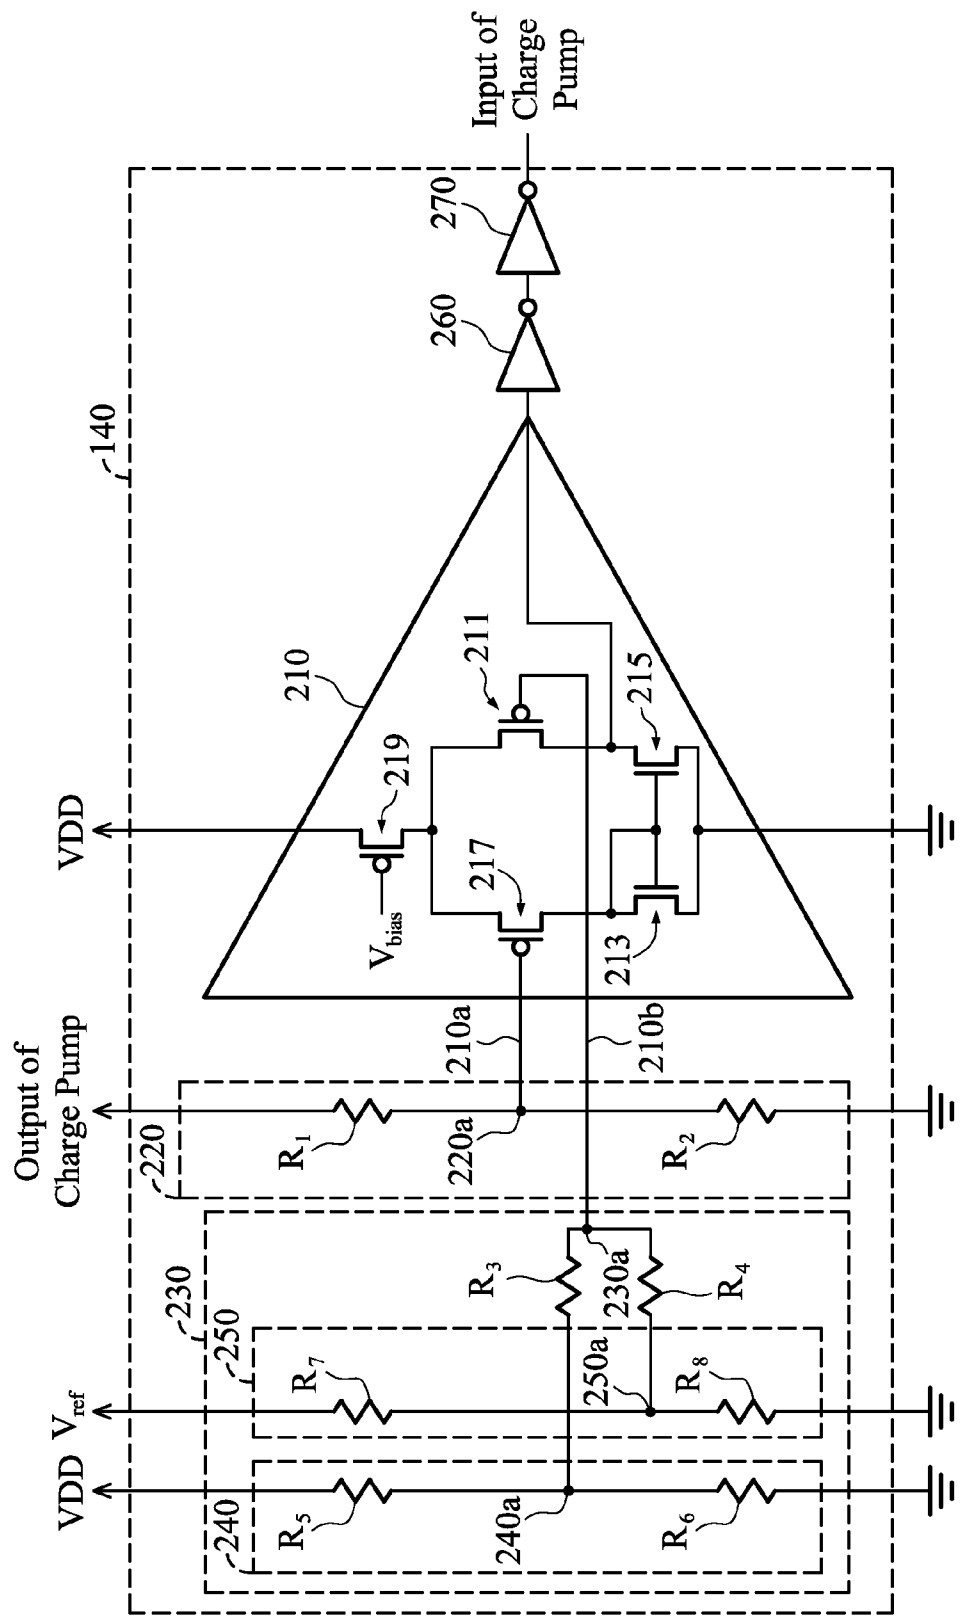 Input of
Charge
Pump
270
260
140
210
211
215
VDD
219
217
V_bias
213
Output of
Charge Pump
210a
210b
220
R_1
220a
R_2
230
250
R_3
230a
R_4
V_ref
R_7
250a
R_8
VDD
240
R_5
240a
R_6